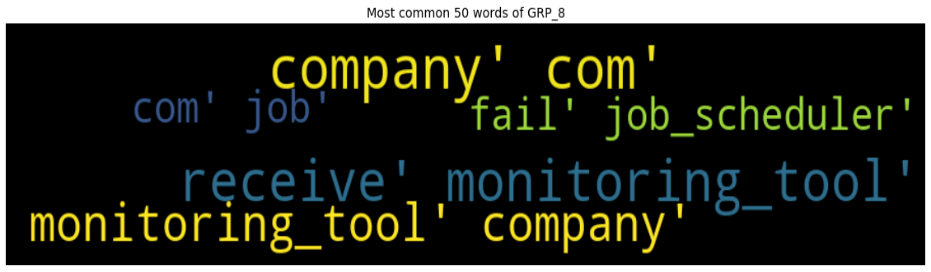 Most common 50 words of GRP_8
company' com'
com' job'
fail' job_scheduler'
receive' monitoring_tool'
monitoring_tool' company'